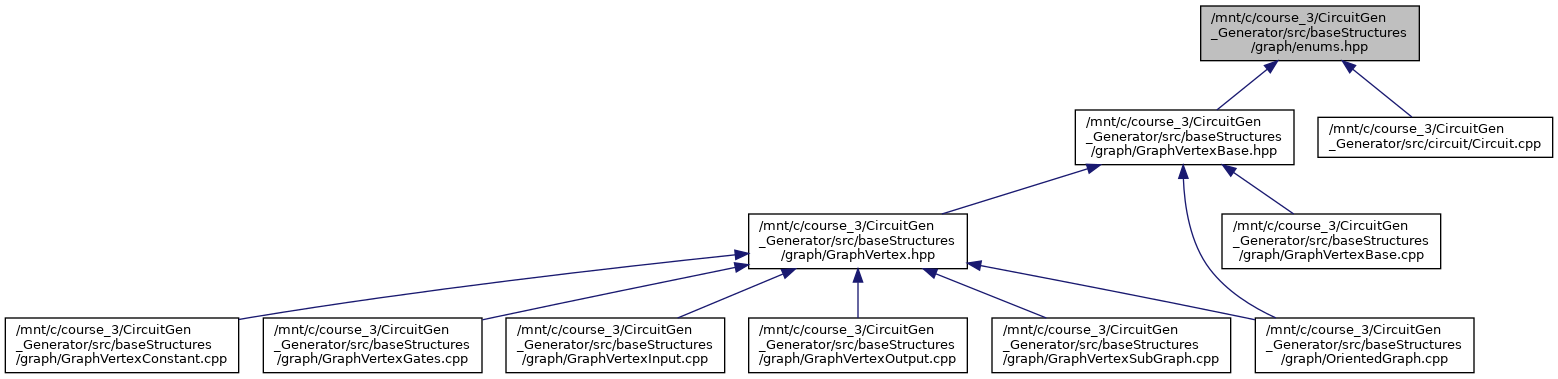 /mnt/c/course_3/CircuitGen
_Generator/src/baseStructures
/graph/enums.hpp
/mnt/c/course_3/CircuitGen
_Generator/src/baseStructures
/graph/GraphVertexBase.hpp
/mnt/c/course_3/CircuitGen
_Generator/src/circuit/Circuit.cpp
/mnt/c/course_3/CircuitGen
_Generator/src/baseStructures
/graph/GraphVertex.hpp
/mnt/c/course_3/CircuitGen
_Generator/src/baseStructures
/graph/GraphVertexBase.cpp
/mnt/c/course_3/CircuitGen
_Generator/src/baseStructures
/graph/GraphVertexConstant.cpp
/mnt/c/course_3/CircuitGen
_Generator/src/baseStructures
/graph/GraphVertexGates.cpp
/mnt/c/course_3/CircuitGen
_Generator/src/baseStructures
/graph/GraphVertexInput.cpp
/mnt/c/course_3/CircuitGen
_Generator/src/baseStructures
/graph/GraphVertexOutput.cpp
/mnt/c/course_3/CircuitGen
_Generator/src/baseStructures
/graph/GraphVertexSubGraph.cpp
/mnt/c/course_3/CircuitGen
_Generator/src/baseStructures
/graph/OrientedGraph.cpp